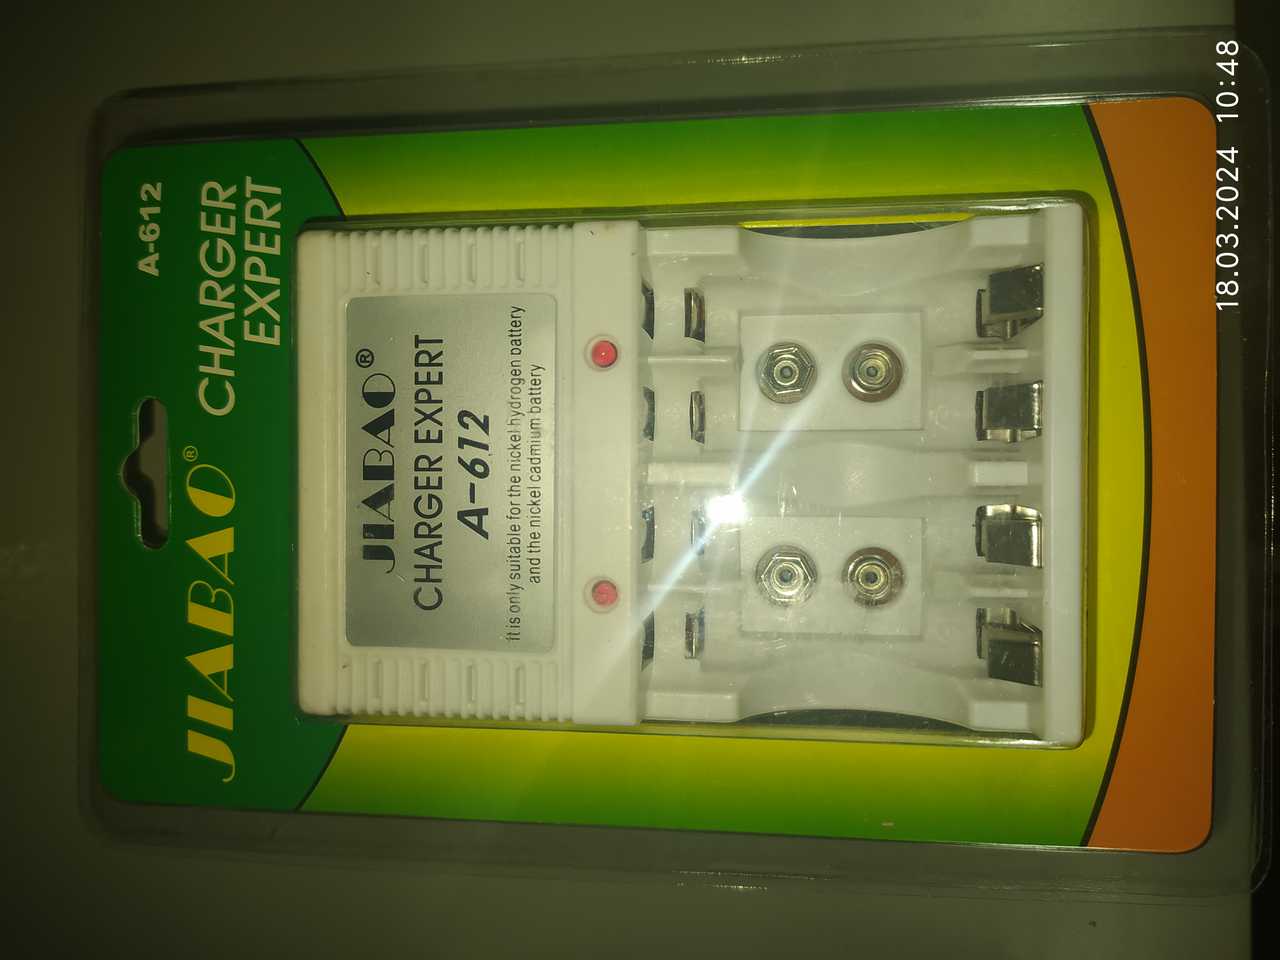 A-612
CHARGER
EXPERT
JIABAO®
JIABAO®
CHARGER EXPERT
A-612
It is only suitable for the nickel hydrogen battery
and the nickel cadmium battery
18.03.2024 10:48